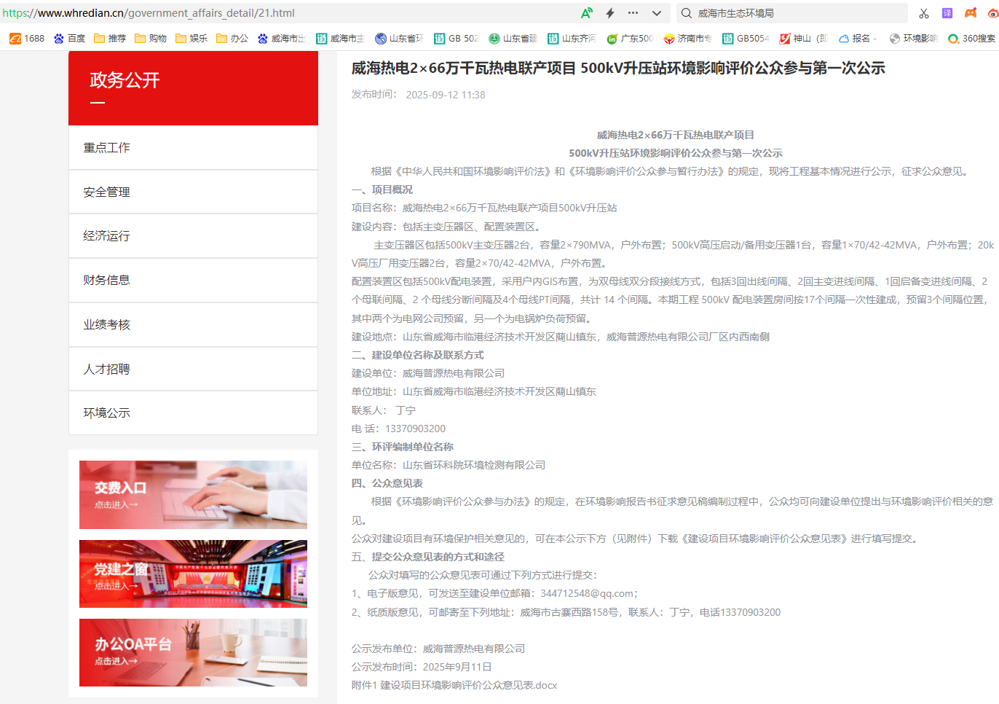 https://www.whredian.cn/government_affairs_detail/21.html
威海市生态环境局
1688 百度 推荐 购物 娱乐 办公 威海市出 威海市主 山东省环 GB 502 山东省建 山东齐河 广东500 济南市专 GB5054 神山（即 报名 - 环境影响 360搜索
政务公开
重点工作
安全管理
经济运行
财务信息
业绩考核
人才招聘
环境公示
交费入口
点击进入→
党建之窗
点击进入→
办公OA平台
点击进入→
威海热电2×66万千瓦热电联产项目 500kV升压站环境影响评价公众参与第一次公示
发布时间： 2025-09-12 11:38
威海热电2×66万千瓦热电联产项目
500kV升压站环境影响评价公众参与第一次公示
根据《中华人民共和国环境影响评价法》和《环境影响评价公众参与暂行办法》的规定，现将工程基本情况进行公示，征求公众意见。
一、项目概况
项目名称：威海热电2×66万千瓦热电联产项目500kV升压站
建设内容：包括主变压器区、配置装置区。
主变压器区包括500kV主变压器2台，容量2×790MVA，户外布置；500kV高压启动/备用变压器1台，容量1×70/42-42MVA，户外布置；20k
V高压厂用变压器2台，容量2×70/42-42MVA，户外布置。
配置装置区包括500kV配电装置，采用户内GIS布置，为双母线双分段接线方式，包括3回出线间隔、2回主变进线间隔、1回启备变进线间隔、2
个母联间隔、2 个母线分断间隔及4个母线PT间隔，共计 14 个间隔。本期工程 500kV 配电装置房间按17个间隔一次性建成，预留3个间隔位置，
其中两个为电网公司预留，另一个为电锅炉负荷预留。
建设地点：山东省威海市临港经济技术开发区蔄山镇东，威海普源热电有限公司厂区内西南侧
二、建设单位名称及联系方式
建设单位：威海普源热电有限公司
单位地址：山东省威海市临港经济技术开发区蔄山镇东
联系人： 丁宁
电 话：13370903200
三、环评编制单位名称
单位名称：山东省环科院环境检测有限公司
四、公众意见表
根据《环境影响评价公众参与办法》的规定，在环境影响报告书征求意见稿编制过程中，公众均可向建设单位提出与环境影响评价相关的意
见。
公众对建设项目有环境保护相关意见的，可在本公示下方（见附件）下载《建设项目环境影响评价公众意见表》进行填写提交。
五、提交公众意见表的方式和途径
公众对填写的公众意见表可通过下列方式进行提交：
1、电子版意见，可发送至建设单位邮箱：344712548@qq.com；
2、纸质版意见，可邮寄至下列地址：威海市古寨西路158号，联系人：丁宁，电话13370903200
公示发布单位：威海普源热电有限公司
公示发布时间：2025年9月11日
附件1 建设项目环境影响评价公众意见表.docx